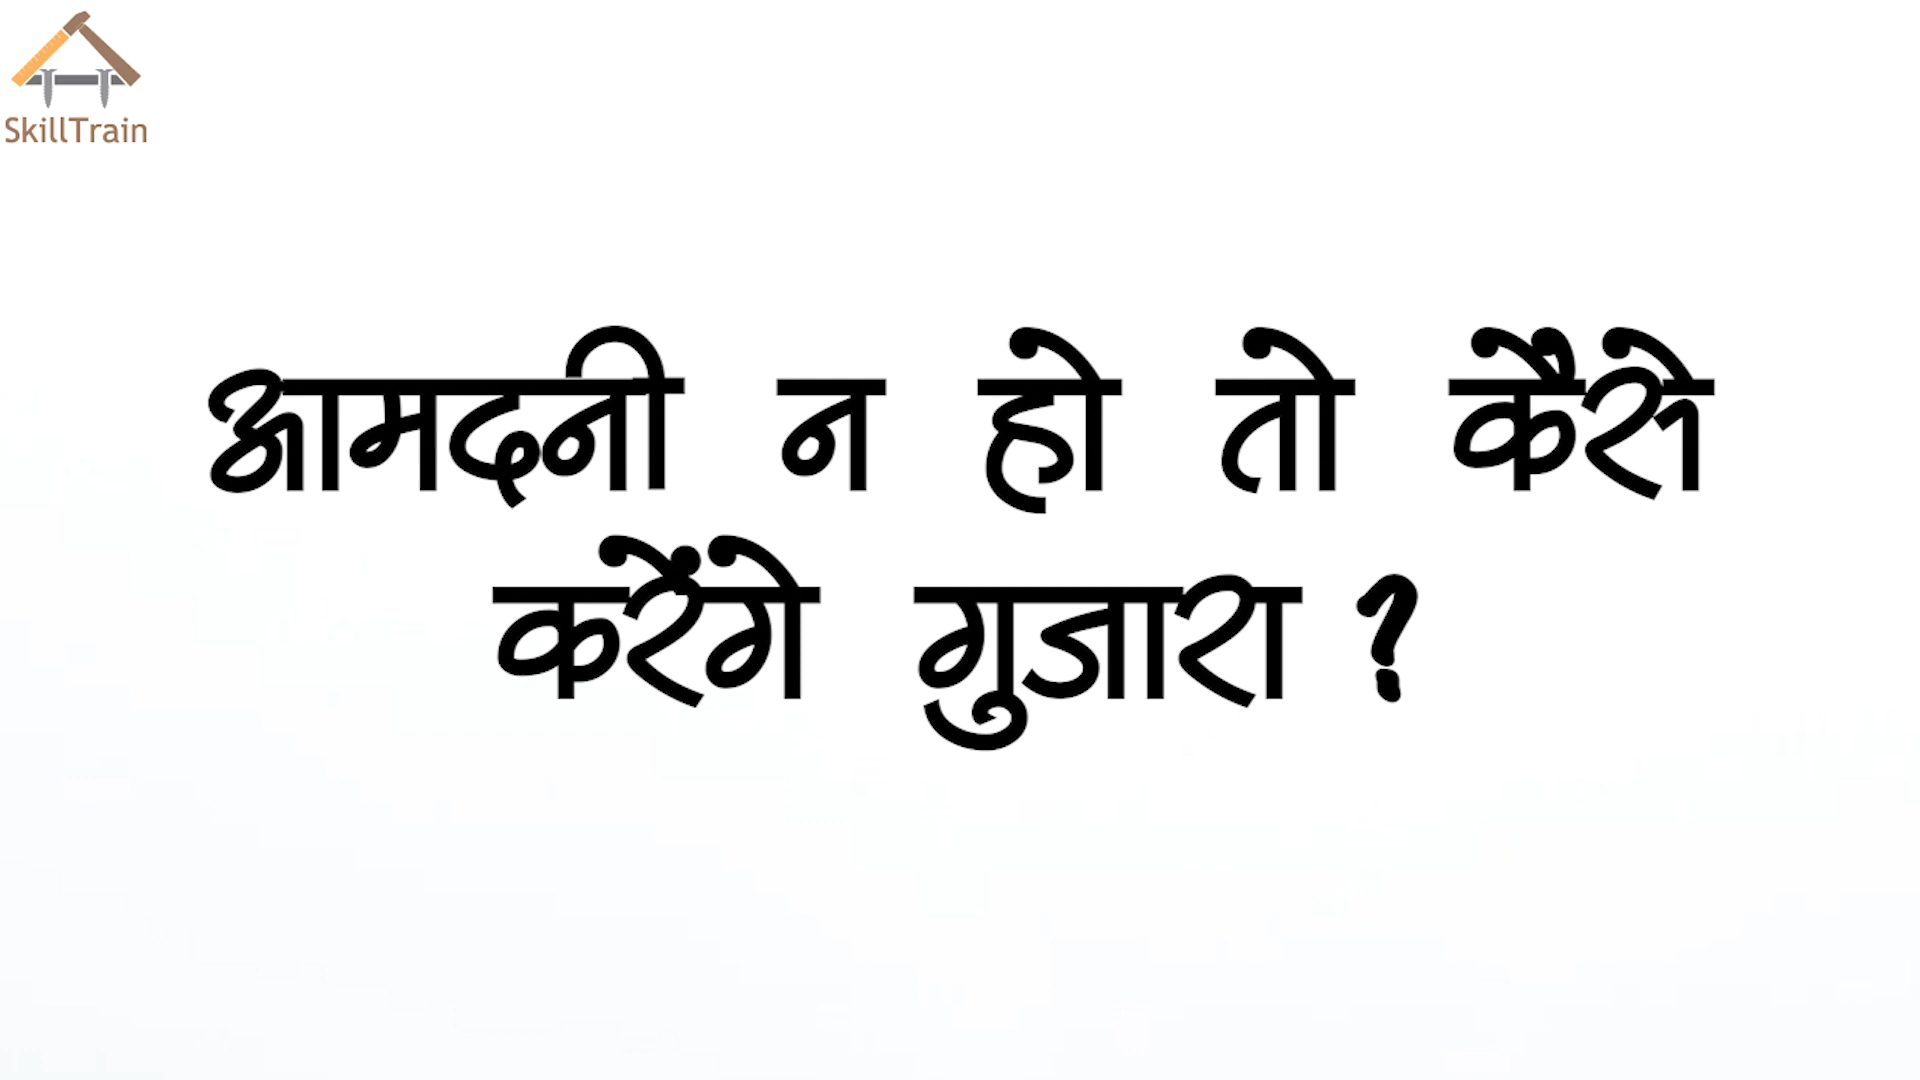 SkillTrain
आमदनी न हो तो कैसे
करेंगे गुजारा ?